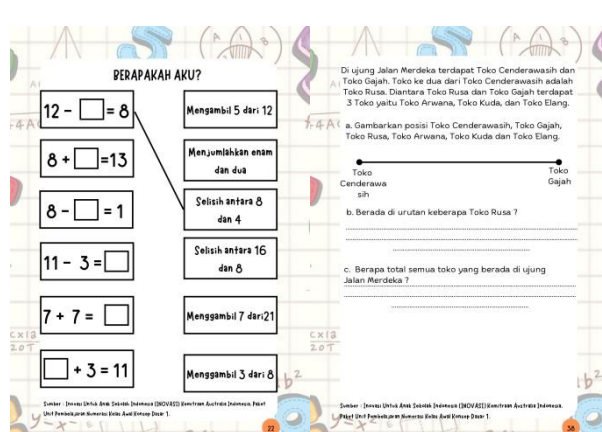 BERAPAKAH AKU?
12 - □ = 8
Mengambil 5 dari 12
8 + □ =13
Menjumlahkan enam
dan dua
8 - □ = 1
Selisih antara 8
dan 4
11 - 3 = □
Selisih antara 16
dan 8
7 + 7 = □
Menggambil 7 dari21
□ + 3 = 11
Menggambil 3 dari 8
Sumber : Inovasi Untuk Anak Sekolah Indonesia (INOVASI) Kemitraan Australia Indonesia. Paket
Unit Pembelajaran Numerasi Kelas Awal Konsep Dasar 1.
22
Di ujung Jalan Merdeka terdapat Toko Cenderawasih dan
Toko Gajah. Toko ke dua dari Toko Cenderawasih adalah
Toko Rusa. Diantara Toko Rusa dan Toko Gajah terdapat
3 Toko yaitu Toko Arwana, Toko Kuda, dan Toko Elang.
a. Gambarkan posisi Toko Cenderawasih, Toko Gajah,
Toko Rusa, Toko Arwana, Toko Kuda dan Toko Elang.
Toko
Cenderawa
sih
Toko
Gajah
b. Berada di urutan keberapa Toko Rusa ?
c. Berapa total semua toko yang berada di ujung
Jalan Merdeka ?
Sumber : Inovasi Untuk Anak Sekolah Indonesia (INOVASI) Kemitraan Australia Indonesia.
Paket Unit Pembelajaran Numerasi Kelas Awal Konsep Dasar 1.
38